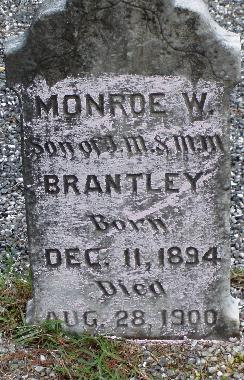 MONROE W.
Son of J. M. & M. M
BRANTLEY
Born
DEC. 11, 1894
Died
AUG. 28, 1900